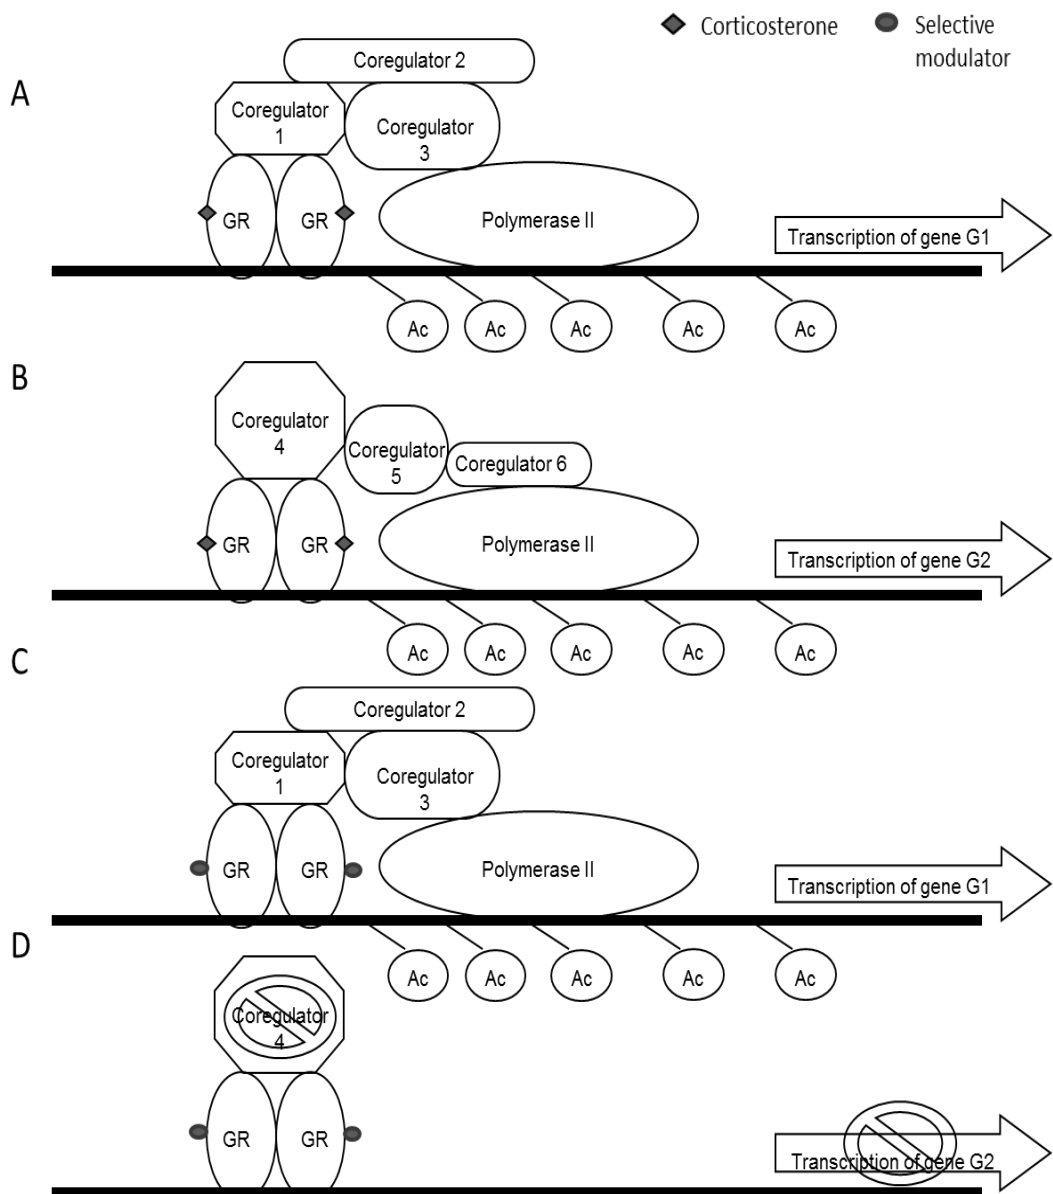 Corticosterone
Selective
modulator
A
Coregulator 2
Coregulator
1
Coregulator
3
GR
GR
Polymerase II
Transcription of gene G1
Ac
Ac
Ac
Ac
Ac
B
Coregulator
4
Coregulator
5
Coregulator 6
GR
GR
Polymerase II
Transcription of gene G2
Ac
Ac
Ac
Ac
Ac
C
Coregulator 2
Coregulator
1
Coregulator
3
GR
GR
Polymerase II
Transcription of gene G1
Ac
Ac
Ac
Ac
Ac
D
Coregulator
4
GR
GR
Transcription of gene G2